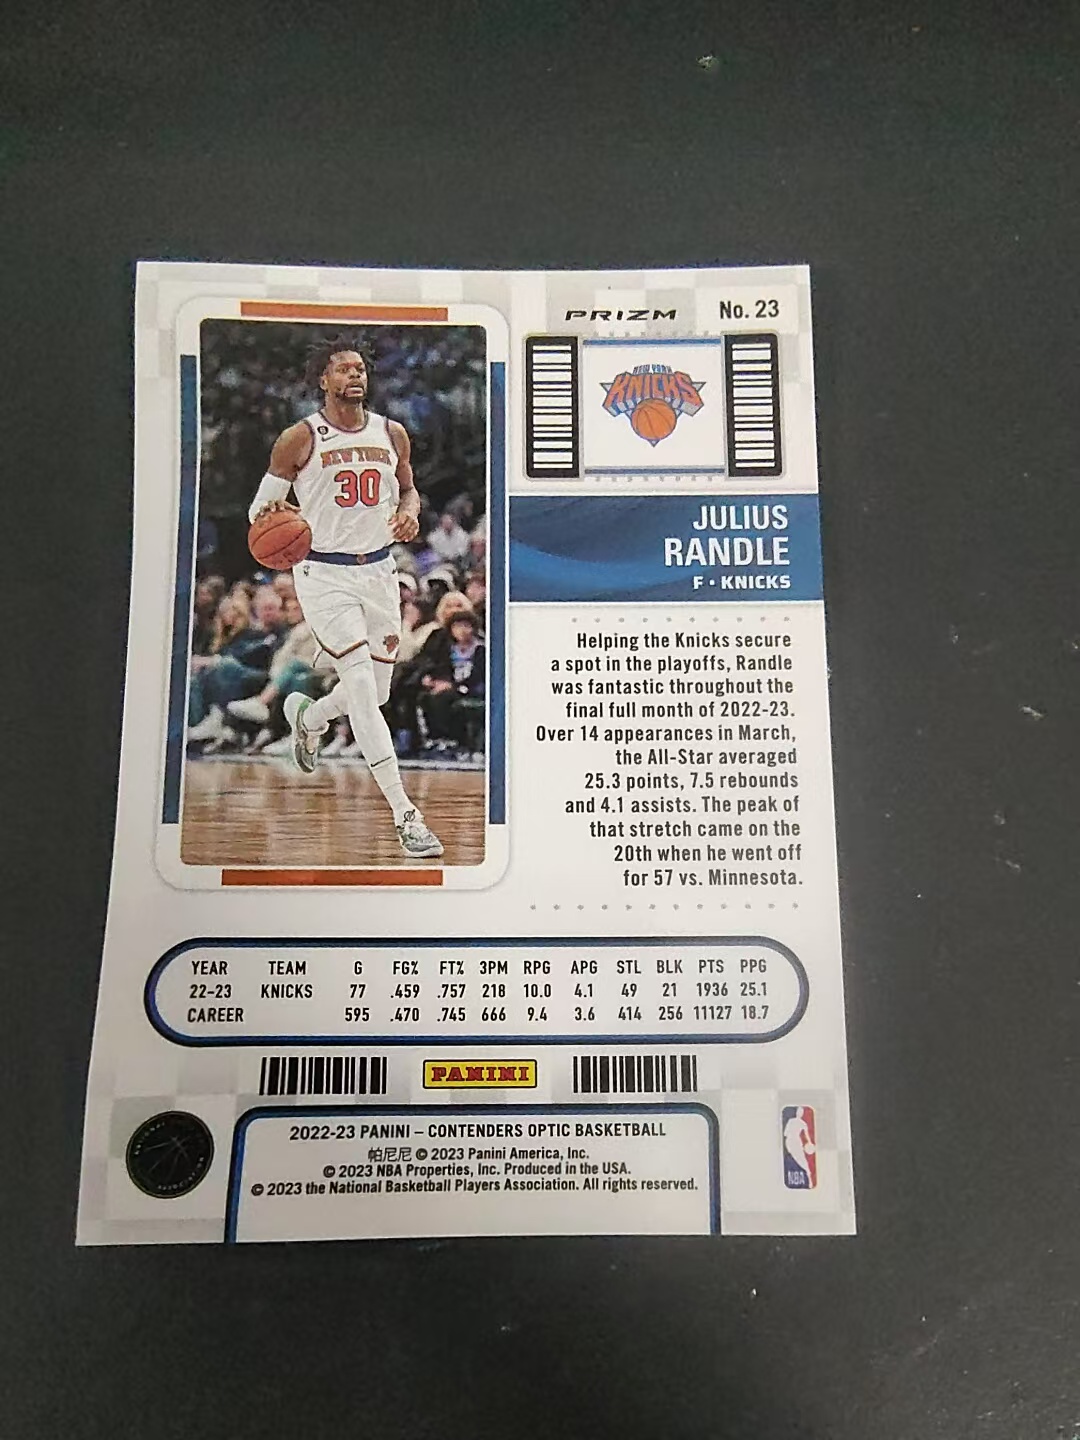 PRIZM No. 23
NEW YORK
KNICKS
NEW YORK
30
JULIUS
RANDLE
F • KNICKS
Helping the Knicks secure
a spot in the playoffs, Randle
was fantastic throughout the
final full month of 2022-23.
Over 14 appearances in March,
the All-Star averaged
25.3 points, 7.5 rebounds
and 4.1 assists. The peak of
that stretch came on the
20th when he went off
for 57 vs. Minnesota.
YEAR TEAM G FG% FT% 3PM RPG APG STL BLK PTS PPG
22-23 KNICKS 77 .459 .757 218 10.0 4.1 49 21 1936 25.1
CAREER 595 .470 .745 666 9.4 3.6 414 256 11127 18.7
PANINI
2022-23 PANINI – CONTENDERS OPTIC BASKETBALL
帕尼尼 © 2023 Panini America, Inc.
© 2023 NBA Properties, Inc. Produced in the USA.
© 2023 the National Basketball Players Association. All rights reserved.
NBA